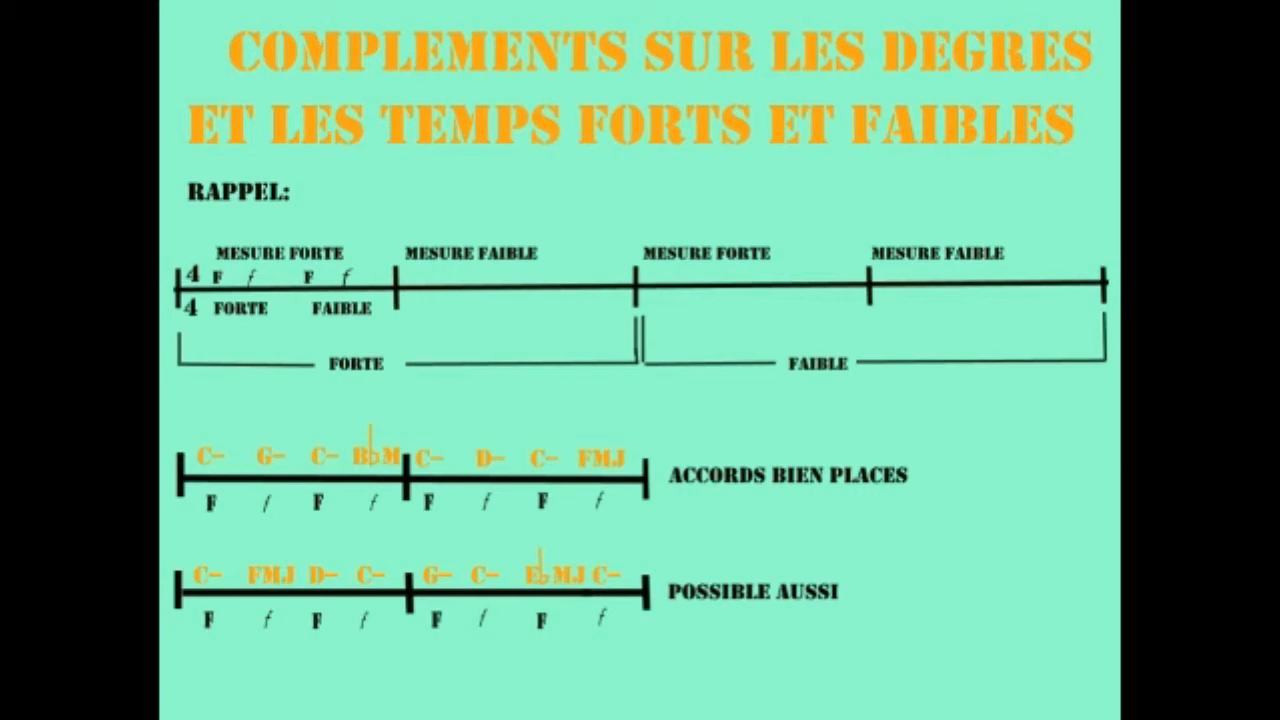 COMPLEMENTS SUR LES DEGRES
ET LES TEMPS FORTS ET FAIBLES
RAPPEL:
MESURE FORTE MESURE FAIBLE MESURE FORTE MESURE FAIBLE
4 F f F f
4 FORTE FAIBLE
FORTE FAIBLE
C- G- C- B♭M C- D- C- FMJ
ACCORDS BIEN PLACES
F f F f F f F f
C- FMJ D- C- G- C- E♭MJ C-
POSSIBLE AUSSI
F f F f F f F f